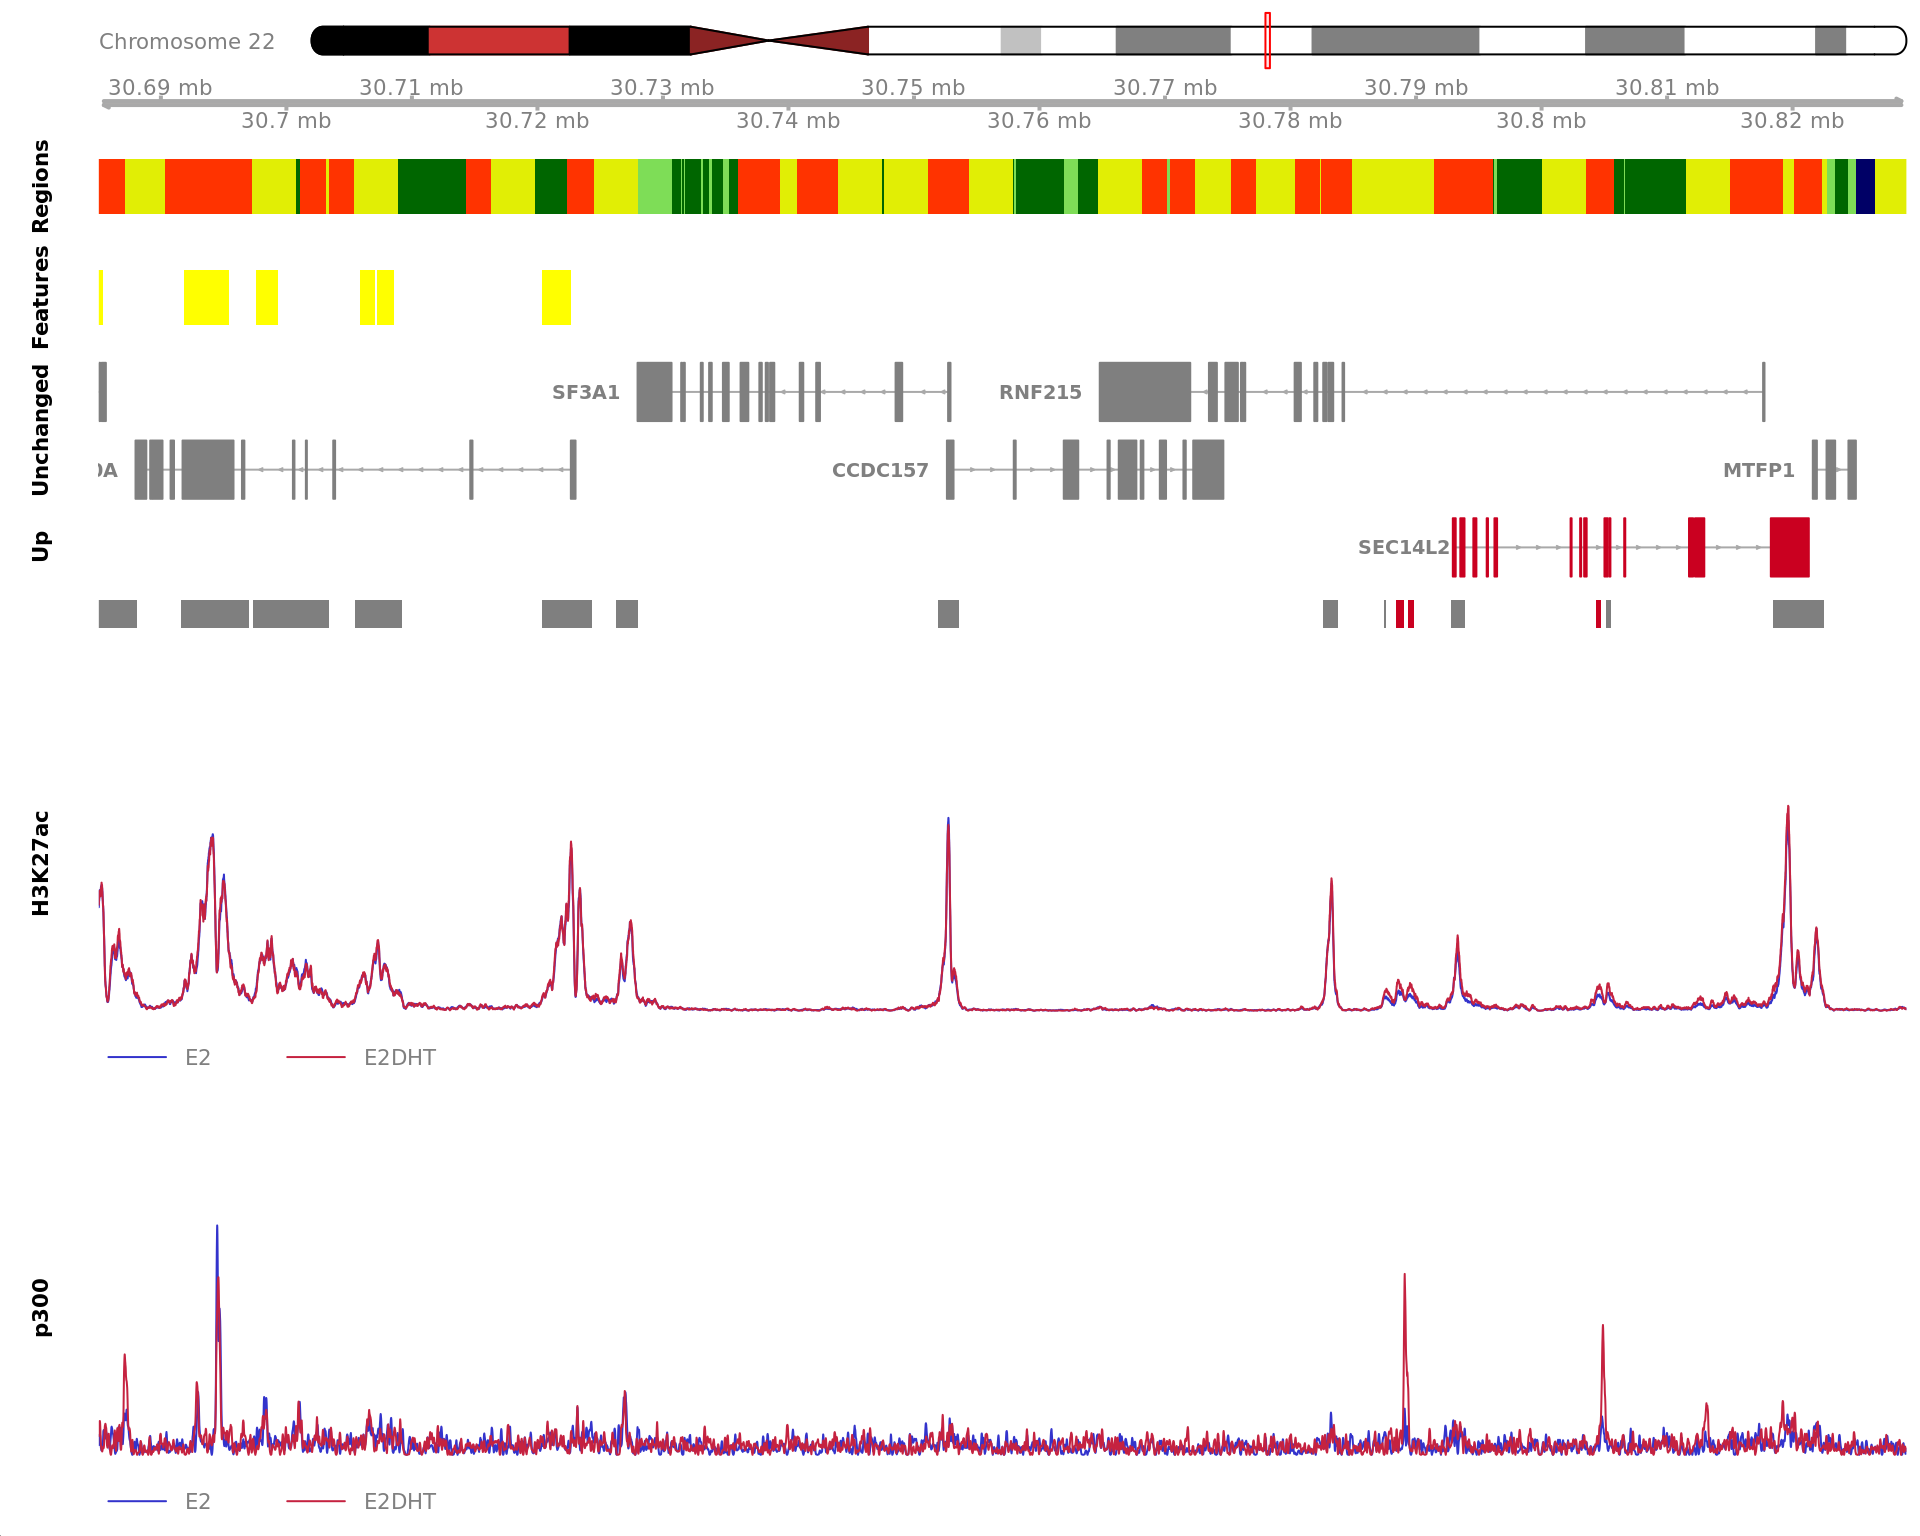 Chromosome 22
30.69 mb 30.71 mb 30.73 mb 30.75 mb 30.77 mb 30.79 mb 30.81 mb
30.7 mb 30.72 mb 30.74 mb 30.76 mb 30.78 mb 30.8 mb 30.82 mb
Regions
Features
Unchanged
SF3A1 RNF215
CCDC157 MTFP1
Up
SEC14L2
H3K27ac
E2 E2DHT
p300
E2 E2DHT